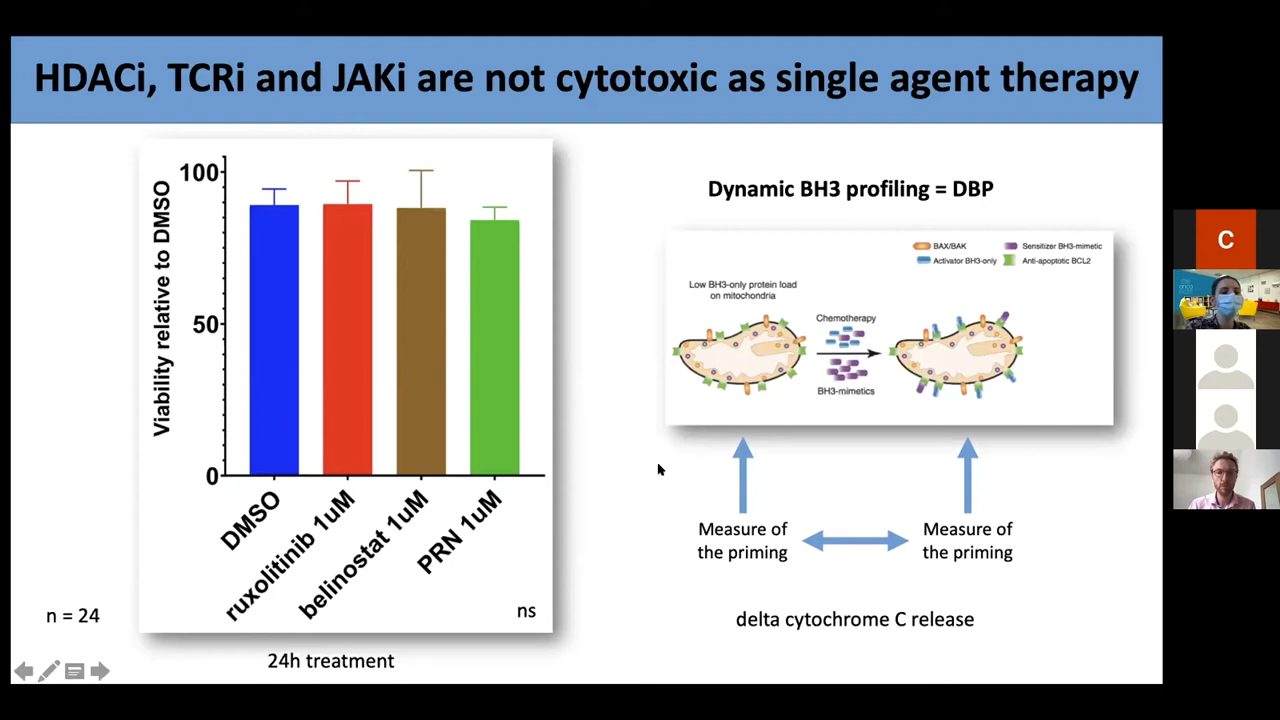 HDACi, TCRi and JAKi are not cytotoxic as single agent therapy
Viability relative to DMSO
100
50
0
DMSO
ruxolitinib 1uM
belinostat 1uM
PRN 1uM
ns
n = 24
24h treatment
Dynamic BH3 profiling = DBP
BAX/BAK
Sensitizer BH3-mimetic
Activator BH3-only
Anti-apoptotic BCL2
Low BH3-only protein load
on mitochondria
Chemotherapy
BH3-mimetics
Measure of
the priming
Measure of
the priming
delta cytochrome C release
C